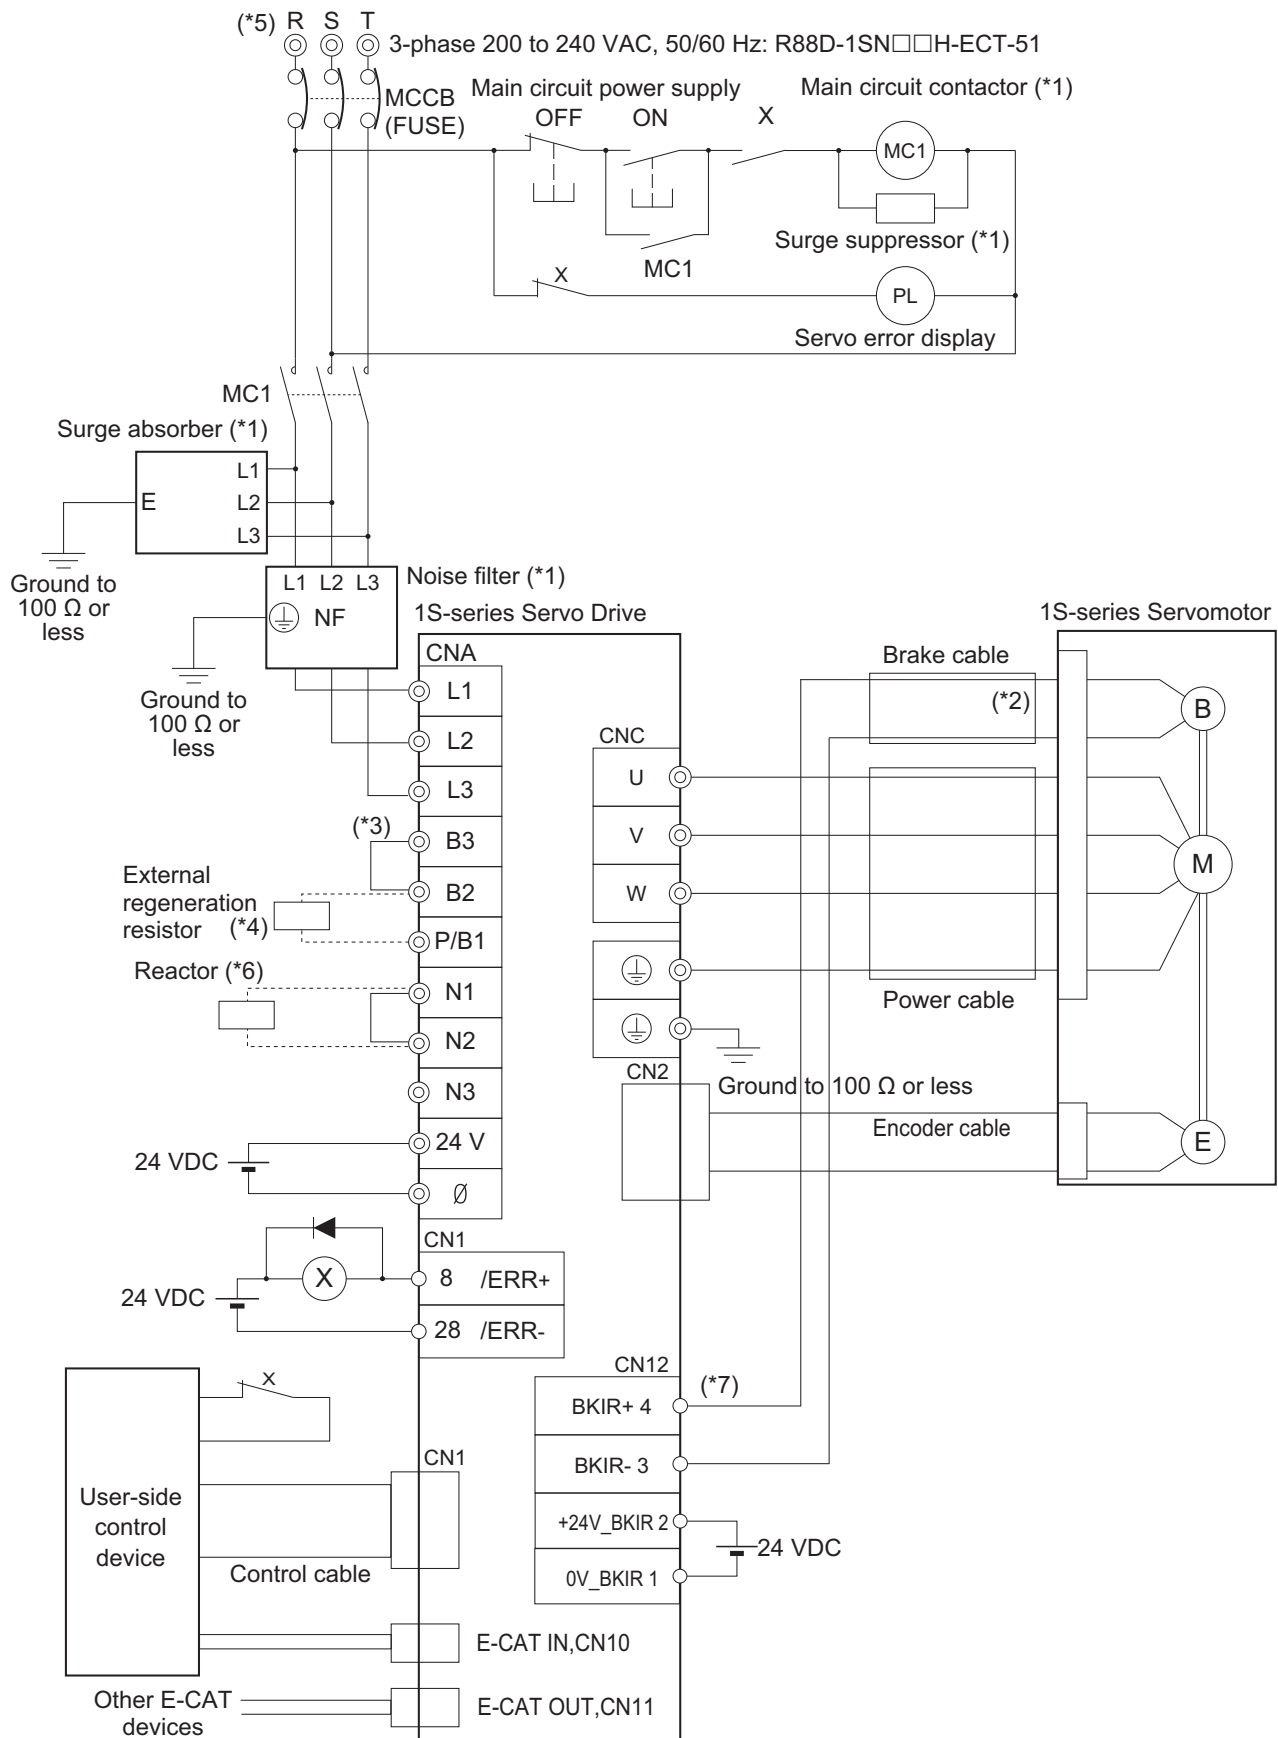 (*5) R S T
3-phase 200 to 240 VAC, 50/60 Hz: R88D-1SN□□H-ECT-51
MCCB
(FUSE)
Main circuit power supply
OFF ON X
Main circuit contactor (*1)
MC1
Surge suppressor (*1)
MC1
X
PL
Servo error display
MC1
Surge absorber (*1)
L1
E L2
L3
Ground to
100 Ω or
less
L1 L2 L3
NF
Noise filter (*1)
Ground to
100 Ω or
less
1S-series Servo Drive
CNA
L1
L2
L3
(*3)
B3
B2
P/B1
External
regeneration
resistor (*4)
Reactor (*6)
N1
N2
N3
24 V
Ø
24 VDC
CN1
8 /ERR+
28 /ERR-
X
24 VDC
User-side
control
device
X
CN1
Control cable
E-CAT IN,CN10
Other E-CAT
devices
E-CAT OUT,CN11
CNC
U
V
W
CN2
Ground to 100 Ω or less
Encoder cable
Brake cable
(*2)
Power cable
1S-series Servomotor
B
M
E
CN12
(*7)
BKIR+ 4
BKIR- 3
+24V_BKIR 2
0V_BKIR 1
24 VDC